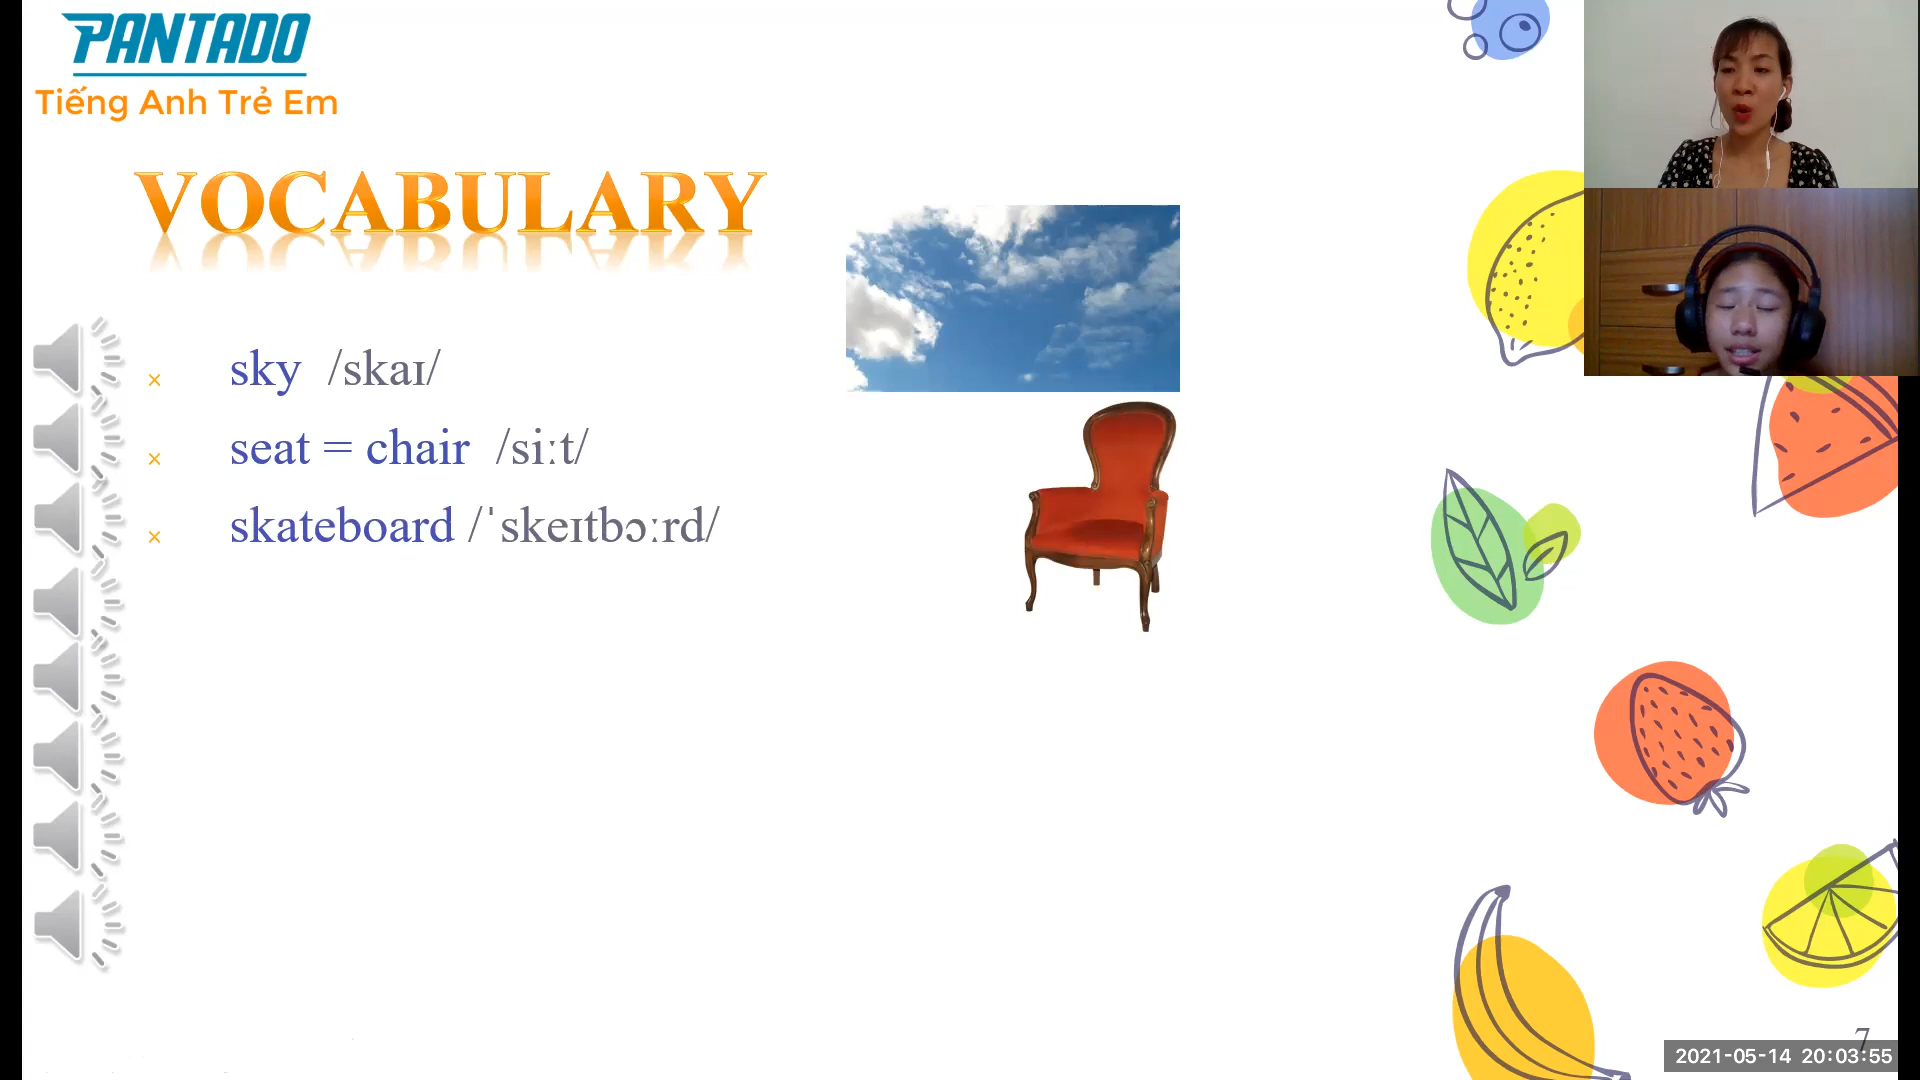 PANTADO
Tiếng Anh Trẻ Em
VOCABULARY
sky /skaɪ/
seat = chair /siːt/
skateboard /ˈskeɪtbɔːrd/
7
2021-05-14 20:03:55